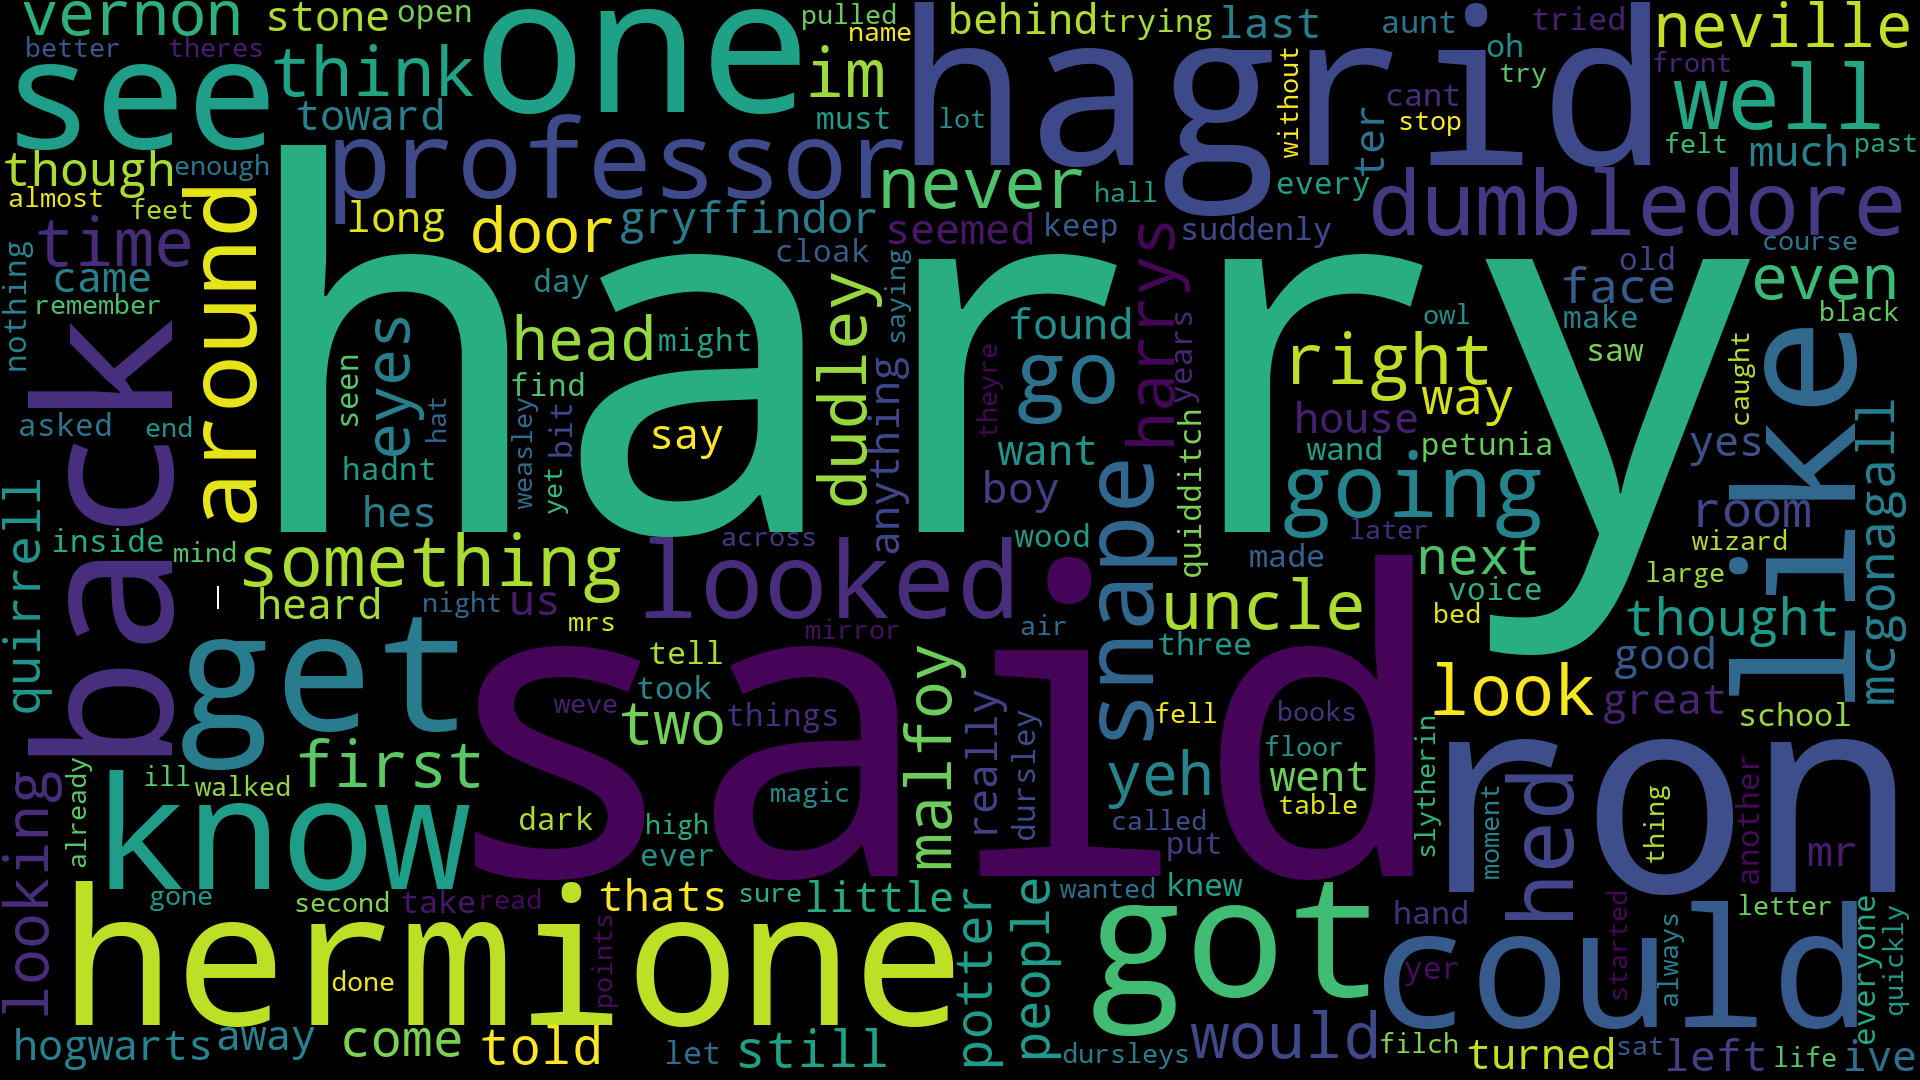 vernon
stone
open
one
pulled
name
hagrid
behind
trying
last
aunt
tried
neville
better
theres
see
think
im
oh
try
front
toward
must
lot
without
cant
stop
ter
well
professor
though
enough
felt
much
past
almost
feet
never
hall
every
dumbledore
time
around
long
door
gryffindor
seemed
keep
harrys
suddenly
course
nothing
came
remember
day
cloak
saying
old
face
even
back
harry
eyes
head
might
dudley
found
owl
make
black
seen
find
anything
theyre
go
years
right
saw
caught
like
asked
end
hat
weasley
bit
say
want
quidditch
house
way
yes
hadnt
yet
boy
wand
petunia
mcgonagall
quirrell
hes
snape
going
room
inside
mind
something
across
wood
made
later
next
wizard
heard
night
us
looked
uncle
voice
large
mrs
mirror
air
three
bed
thought
get
said
tell
took
weve
two
things
malfoy
really
dursley
fell
books
look
good
great
school
first
yeh
floor
went
slytherin
ron
looking
already
ill
walked
know
dark
high
ever
magic
called
put
table
moment
hed
thing
another
mr
hermione
gone
second
take
read
thats
sure
little
potter
people
wanted
knew
got
hand
could
letter
done
points
yer
started
always
everyone
quickly
hogwarts
away
come
told
let
still
dursleys
would
filch
turned
sat
left
life
ive